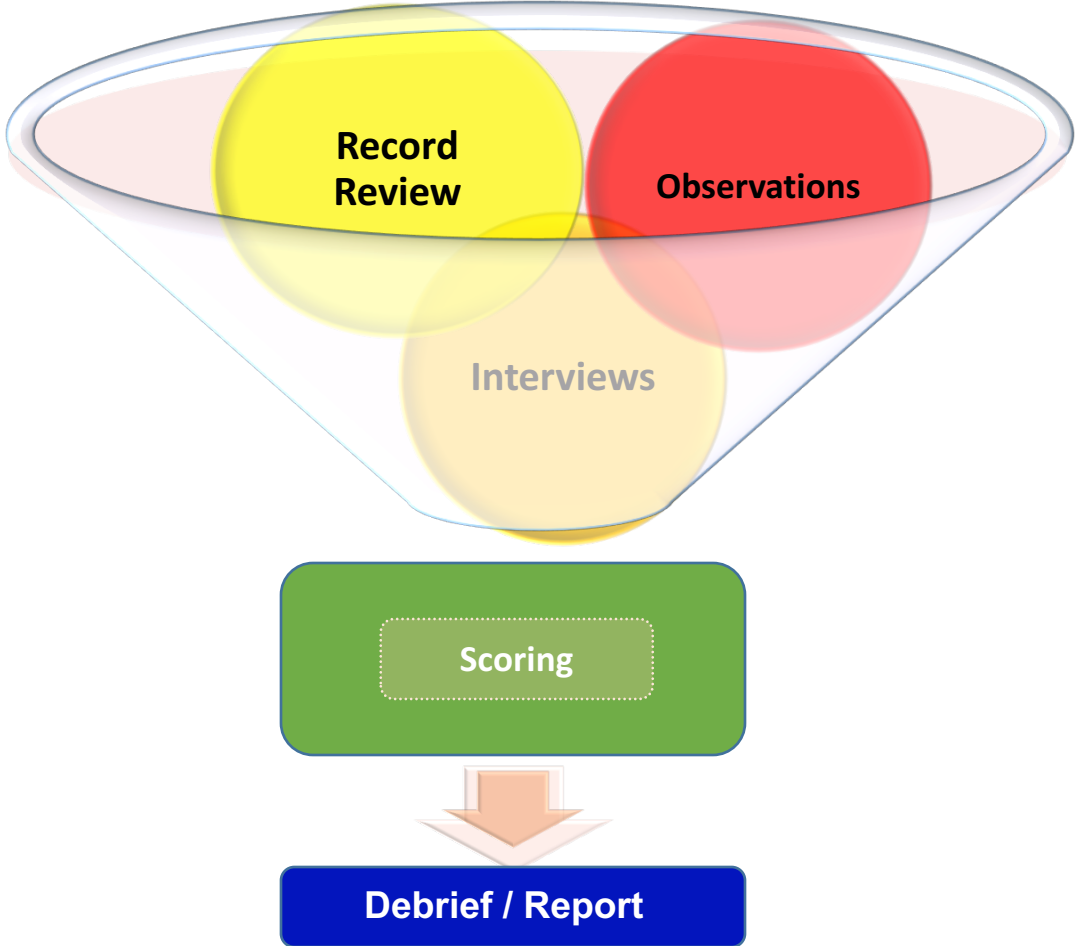 Record
Review
Observations
Interviews
Scoring
Debrief / Report